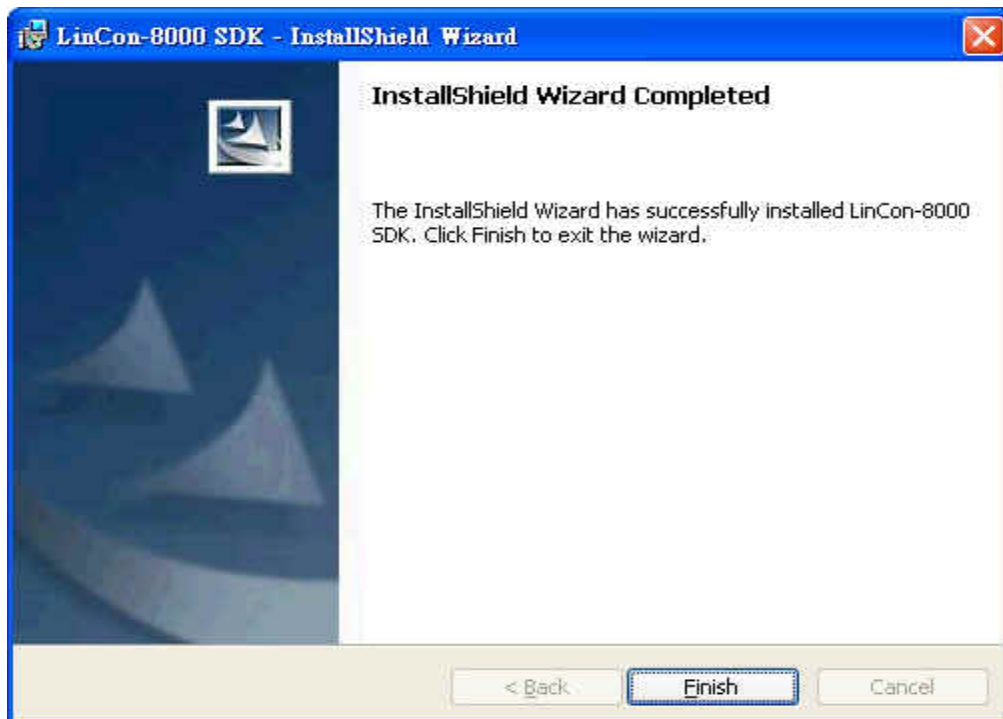 LinCon-8000 SDK - InstallShield Wizard
InstallShield Wizard Completed
The InstallShield Wizard has successfully installed LinCon-8000
SDK. Click Finish to exit the wizard.
< Back
Finish
Cancel